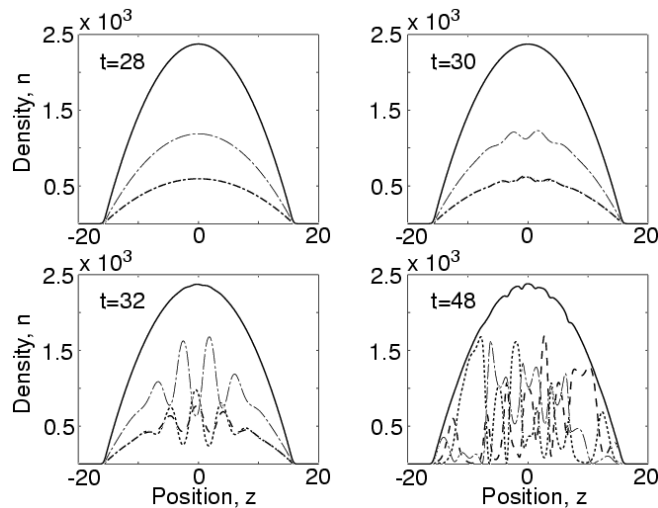 x 10³
2.5
1.5
0.5
Density, n
t=28
-20 0 20
x 10³
2.5
1.5
0.5
t=30
-20 0 20
x 10³
2.5
1.5
0.5
Density, n
t=32
-20 0 20
Position, z
x 10³
2.5
1.5
0.5
t=48
-20 0 20
Position, z